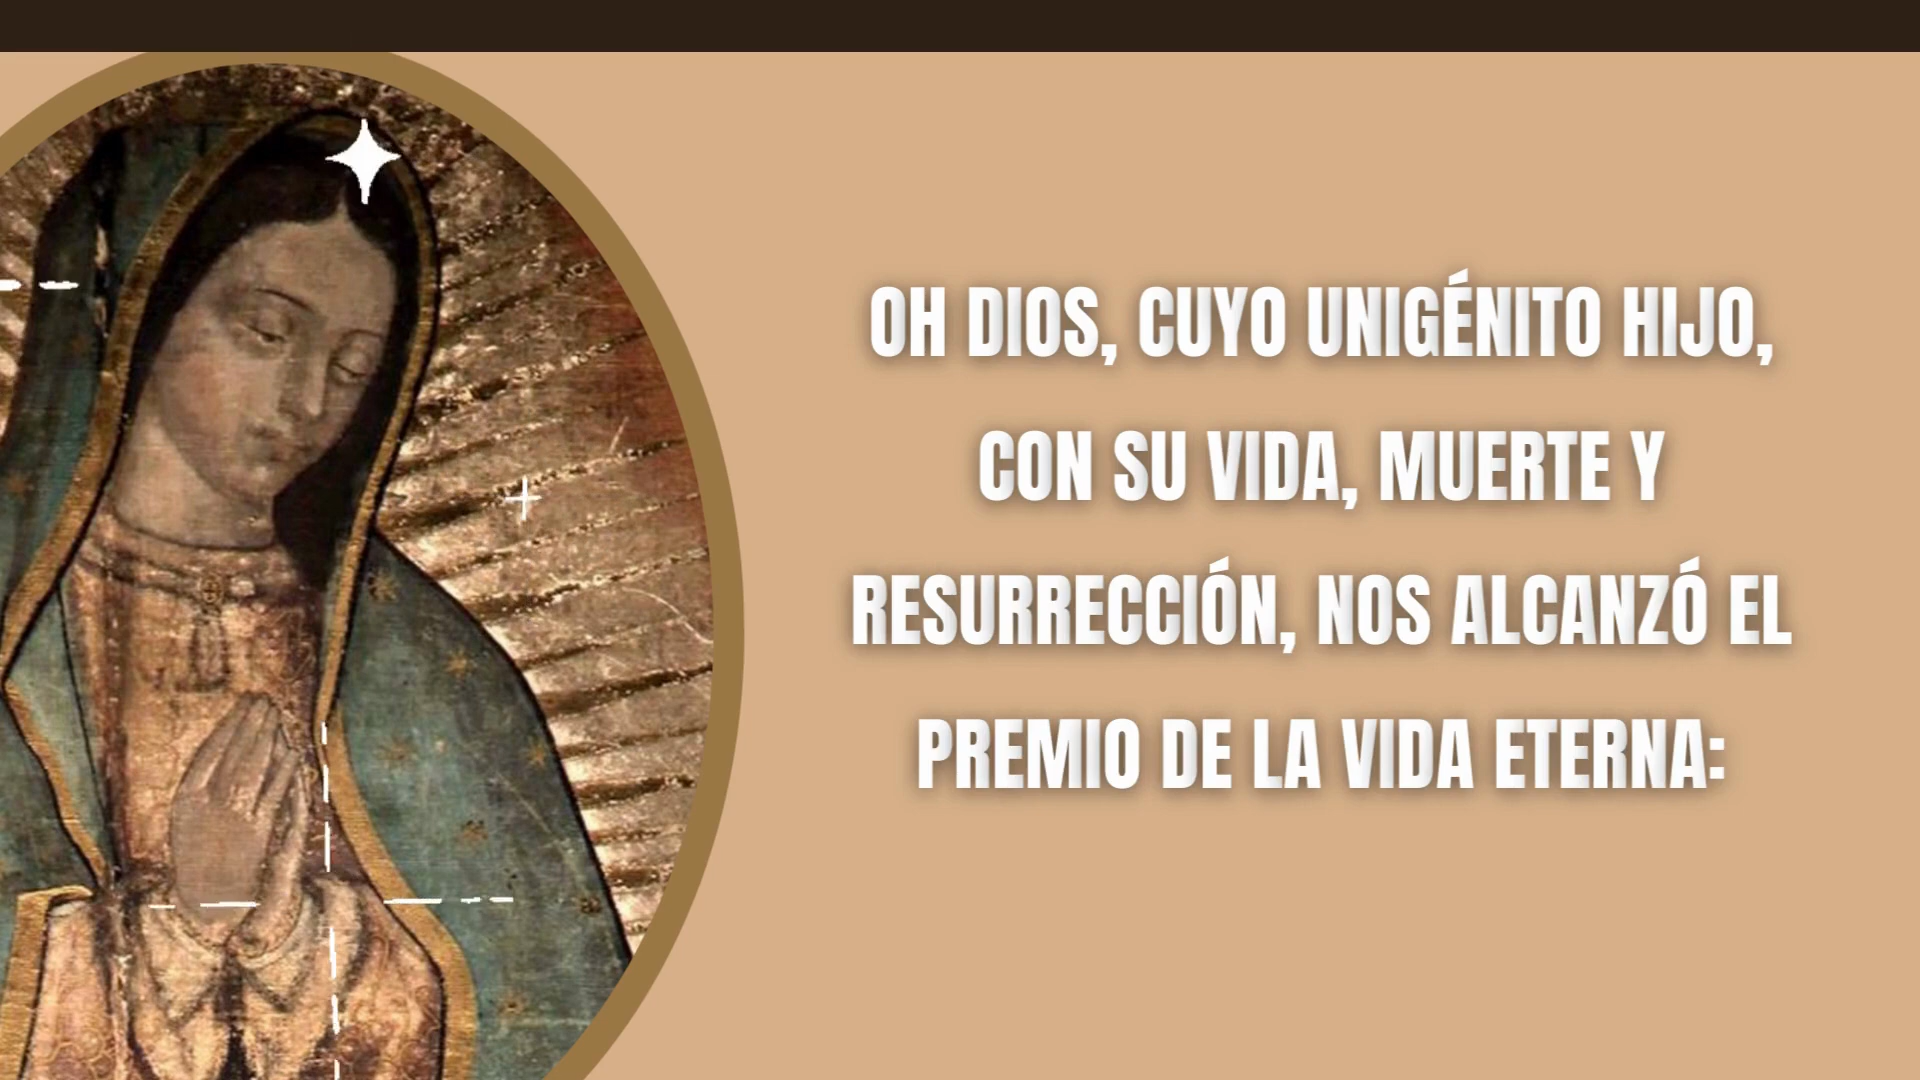 OH DIOS, CUYO UNIGÉNITO HIJO,
CON SU VIDA, MUERTE Y
RESURRECCIÓN, NOS ALCANZÓ EL
PREMIO DE LA VIDA ETERNA: